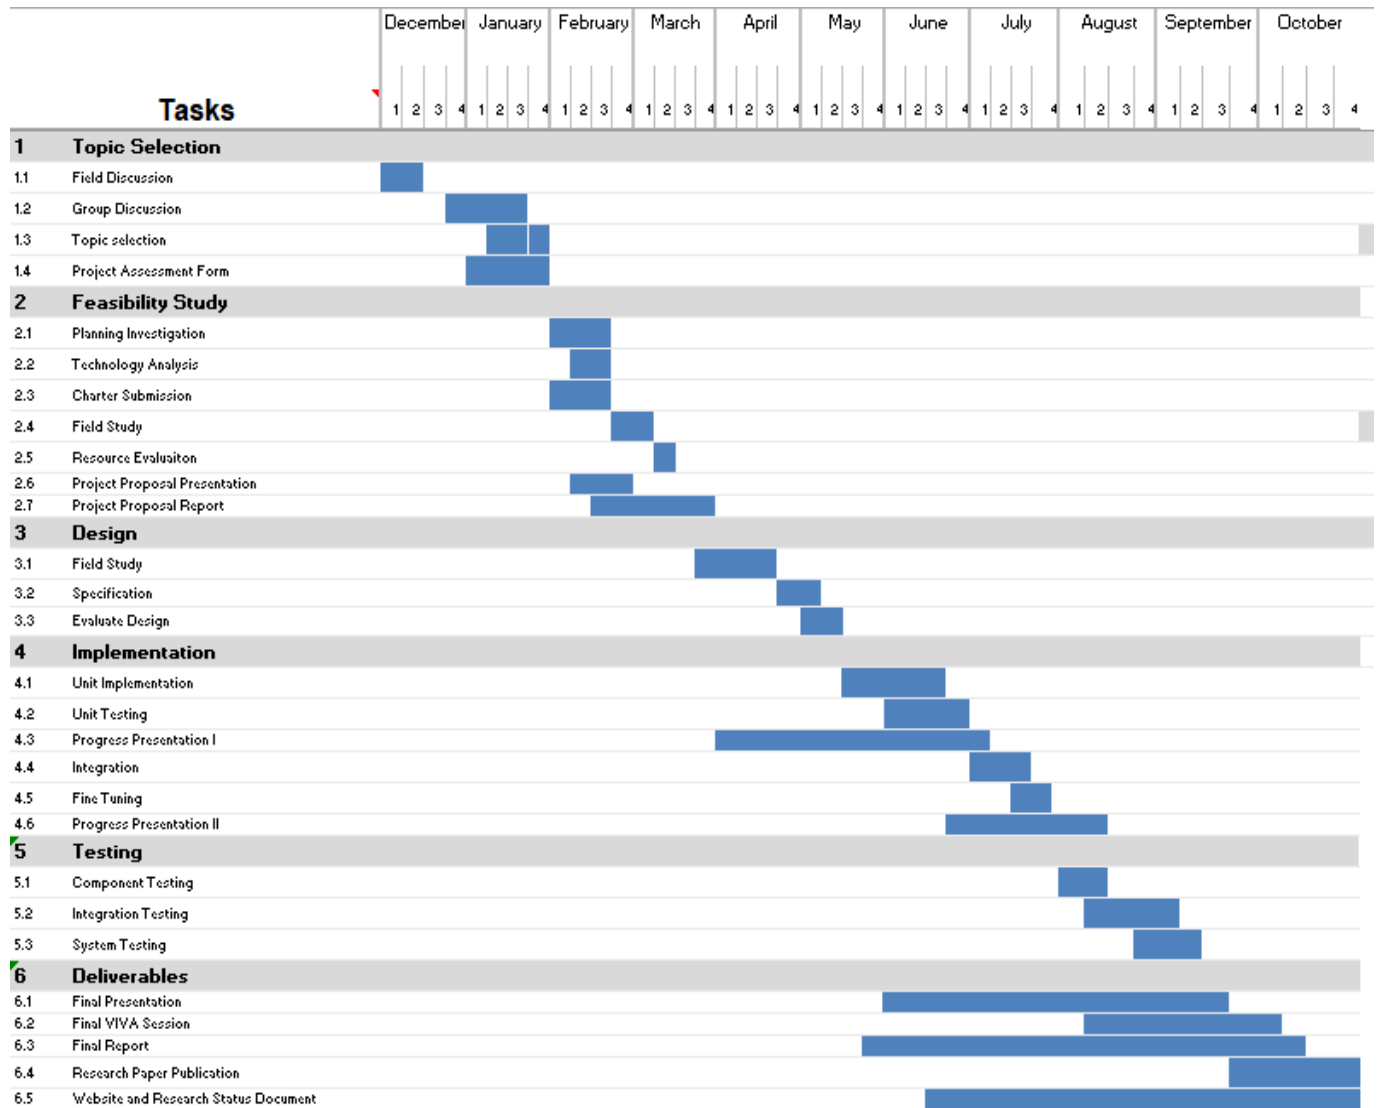 December January February March April May June July August September October
Tasks 1 2 3 4 1 2 3 4 1 2 3 4 1 2 3 4 1 2 3 4 1 2 3 4 1 2 3 4 1 2 3 4 1 2 3 4 1 2 3 4 1 2 3 4
1 Topic Selection
1.1 Field Discussion
1.2 Group Discussion
1.3 Topic selection
1.4 Project Assessment Form
2 Feasibility Study
2.1 Planning Investigation
2.2 Technology Analysis
2.3 Charter Submission
2.4 Field Study
2.5 Resource Evaluaiton
2.6 Project Proposal Presentation
2.7 Project Proposal Report
3 Design
3.1 Field Study
3.2 Specification
3.3 Evaluate Design
4 Implementation
4.1 Unit Implementation
4.2 Unit Testing
4.3 Progress Presentation I
4.4 Integration
4.5 Fine Tuning
4.6 Progress Presentation II
5 Testing
5.1 Component Testing
5.2 Integration Testing
5.3 System Testing
6 Deliverables
6.1 Final Presentation
6.2 Final VIVA Session
6.3 Final Report
6.4 Research Paper Publication
6.5 Website and Research Status Document